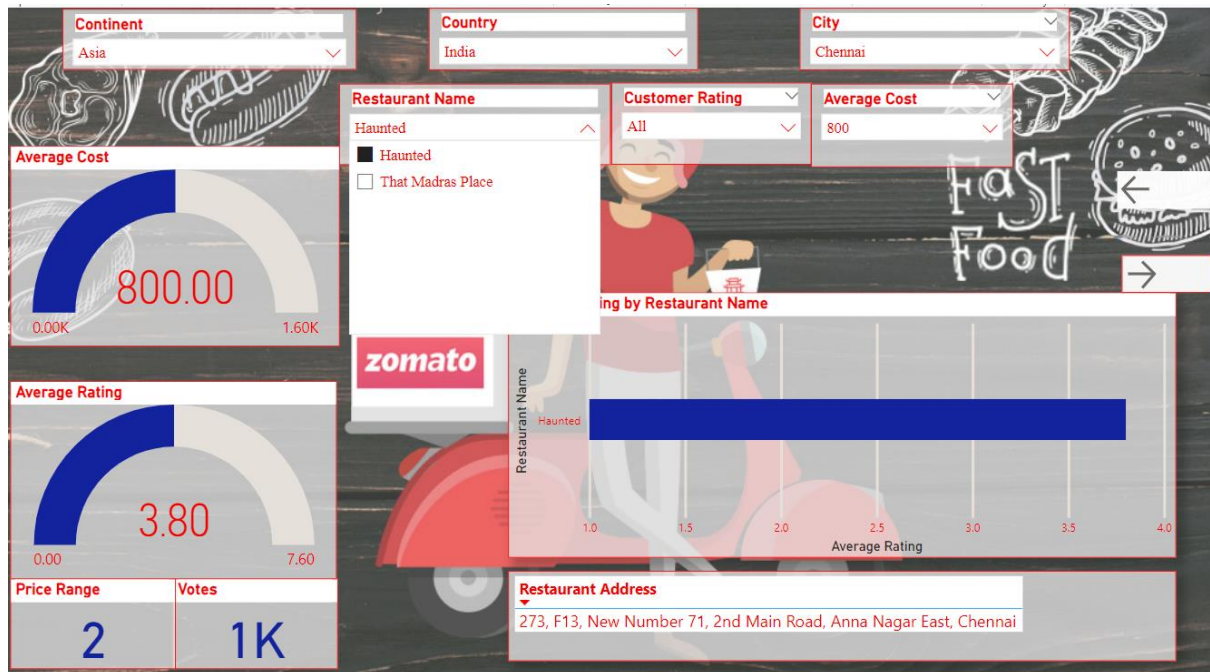 Continent
Asia
Country
India
City
Chennai
Restaurant Name
Haunted
Haunted
That Madras Place
Customer Rating
All
Average Cost
800
Average Cost
800.00
0.00K
1.60K
FaST
Food
zomato
ing by Restaurant Name
Restaurant Name
Haunted
1.0 1.5 2.0 2.5 3.0 3.5 4.0
Average Rating
Average Rating
3.80
0.00
7.60
Price Range
2
Votes
1K
Restaurant Address
273, F13, New Number 71, 2nd Main Road, Anna Nagar East, Chennai